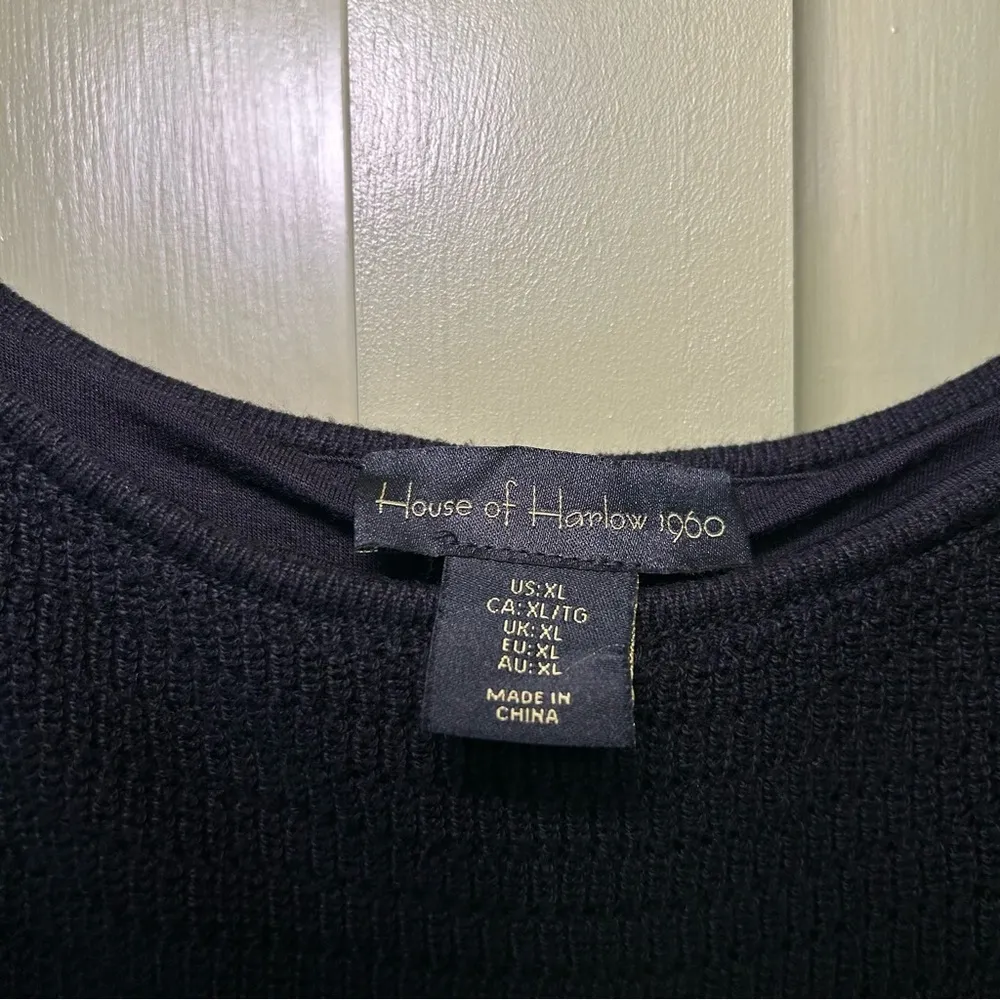 House of Harlow 1960
US: XL
CA: XL/TG
UK: XL
EU: XL
AU: XL
MADE IN
CHINA